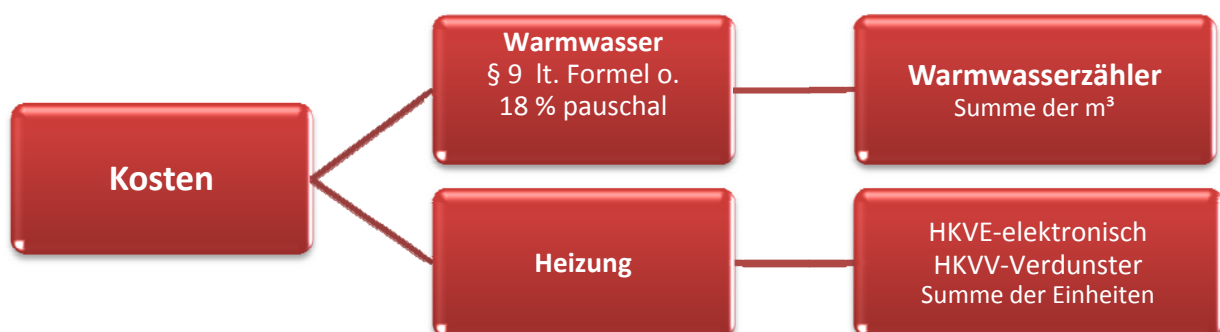 Kosten
Warmwasser
§ 9 lt. Formel o.
18 % pauschal
Warmwasserzähler
Summe der m³
Heizung
HKVE-elektronisch
HKVV-Verdunster
Summe der Einheiten